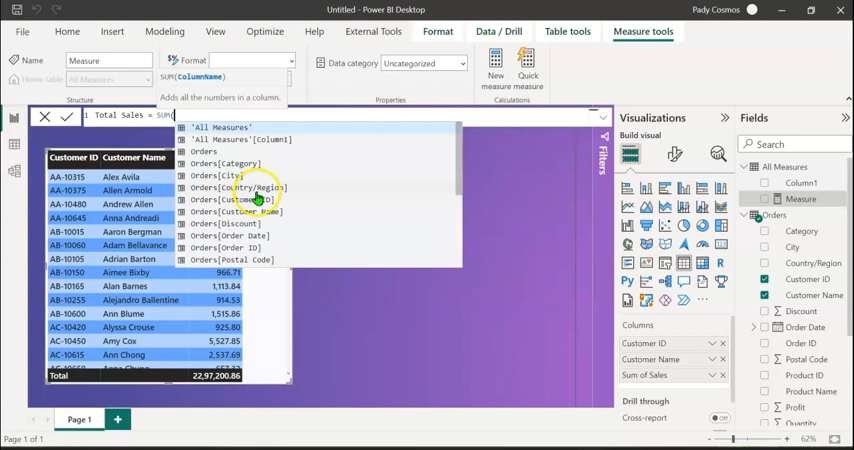 Untitled - Power BI Desktop
Pady Cosmos
File
Home
Insert
Modeling
View
Optimize
Help
External Tools
Format
Data / Drill
Table tools
Measure tools
Name
Measure
Format
Data category
Uncategorized
New measure
Quick measure
Home table
All Measures
Structure
Properties
Calculations
SUM(ColumnName)
Adds all the numbers in a column.
1 Total Sales = SUM(
'All Measures'
'All Measures'[Column1]
Orders
Orders[Category]
Orders[City]
Orders[Country/Region]
Orders[Customer ID]
Orders[Customer Name]
Orders[Discount]
Orders[Order Date]
Orders[Order ID]
Orders[Postal Code]
Customer ID Customer Name
AA-10315 Alex Avila
AA-10375 Allen Armold
AA-10480 Andrew Allen
AA-10645 Anna Andreadi
AB-10015 Aaron Bergman
AB-10060 Adam Bellavance
AB-10105 Adrian Barton
AB-10150 Aimee Bixby 966.71
AB-10165 Alan Barnes 1,113.84
AB-10255 Alejandro Ballentine 914.53
AB-10600 Ann Blume 1,515.86
AC-10420 Alyssa Crouse 925.80
AC-10450 Amy Cox 5,527.85
AC-10615 Ann Chong 2,537.69
AC-10660 Anna Chung 657.32
Total 22,97,200.86
Filters
Visualizations
Build visual
Columns
Customer ID
Customer Name
Sum of Sales
Drill through
Cross-report
Off
Fields
Search
All Measures
Column1
Measure
Orders
Category
City
Country/Region
Customer ID
Customer Name
Discount
Order Date
Order ID
Postal Code
Product ID
Product Name
Profit
Quantity
Page 1
Page 1 of 1
62%